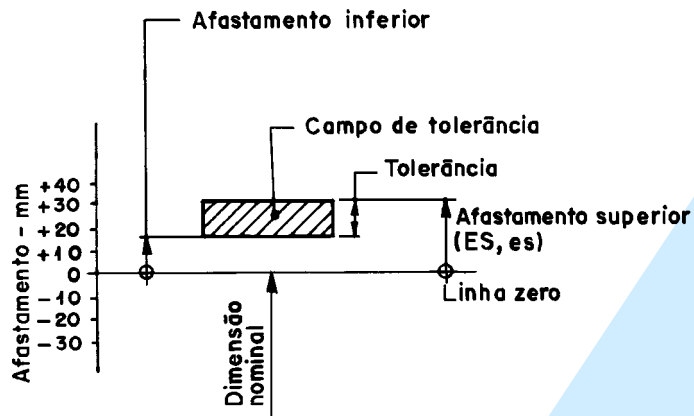 Afastamento inferior
Campo de tolerância
Tolerância
Afastamento superior
(ES, es)
Linha zero
Afastamento - mm
+40
+30
+20
+10
0
-10
-20
-30
Dimensão
nominal